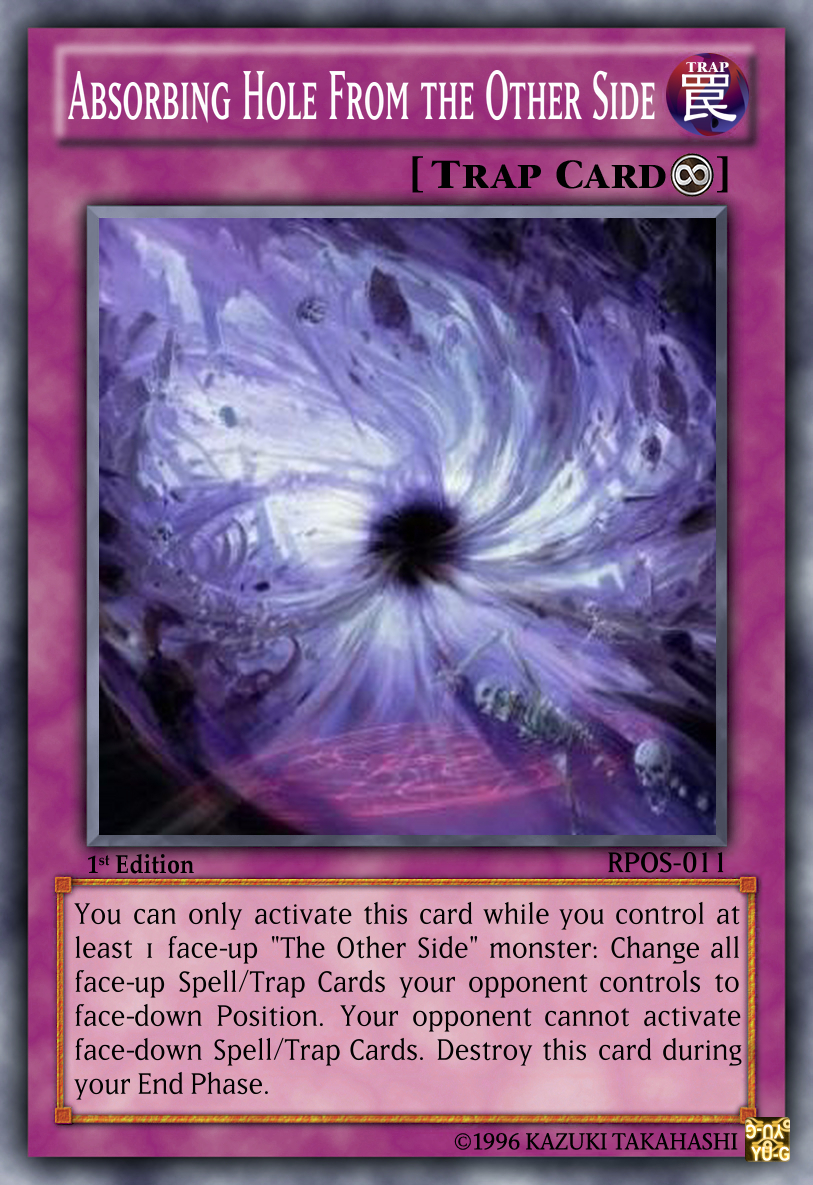 ABSORBING HOLE FROM THE OTHER SIDE
TRAP
罠
[TRAP CARD∞]
1st Edition
RPOS-011
You can only activate this card while you control at
least 1 face-up "The Other Side" monster: Change all
face-up Spell/Trap Cards your opponent controls to
face-down Position. Your opponent cannot activate
face-down Spell/Trap Cards. Destroy this card during
your End Phase.
©1996 KAZUKI TAKAHASHI